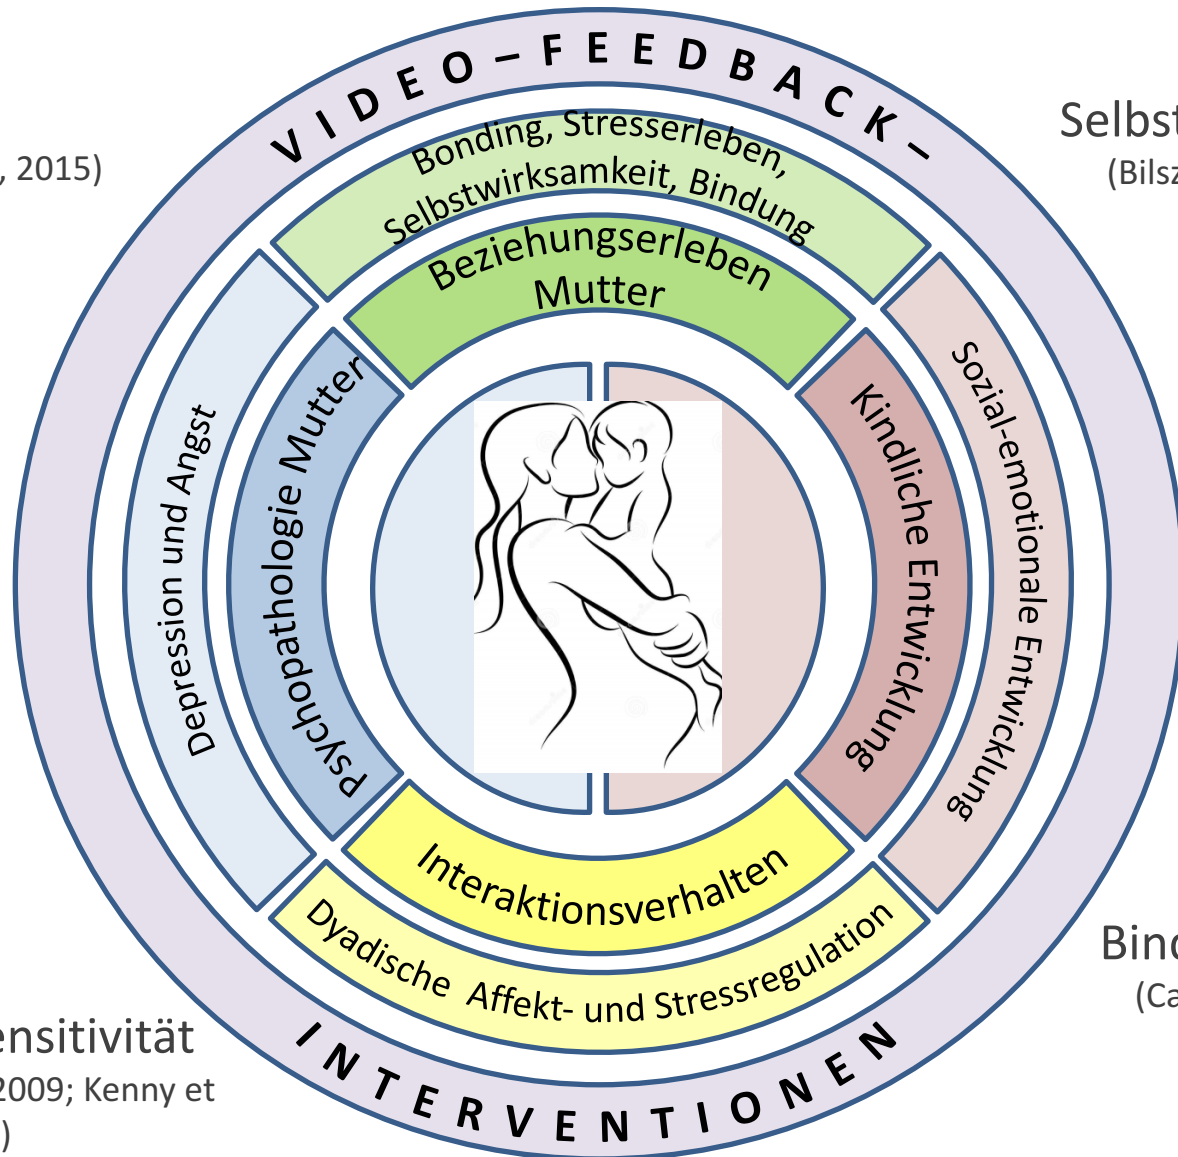 VIDEO–FEEDBACK–
, 2015)
Selbst
(Bilsz
Bonding, Stresserleben,
Selbstwirksamkeit, Bindung
Beziehungserleben
Mutter
Depression und Angst
Psychopathologie Mutter
Kindliche Entwicklung
Sozial-emotionale Entwicklung
Interaktionsverhalten
Dyadische Affekt- und Stressregulation
Bind
(Ca
ensitivität
2009; Kenny et
)
INTERVENTIONEN